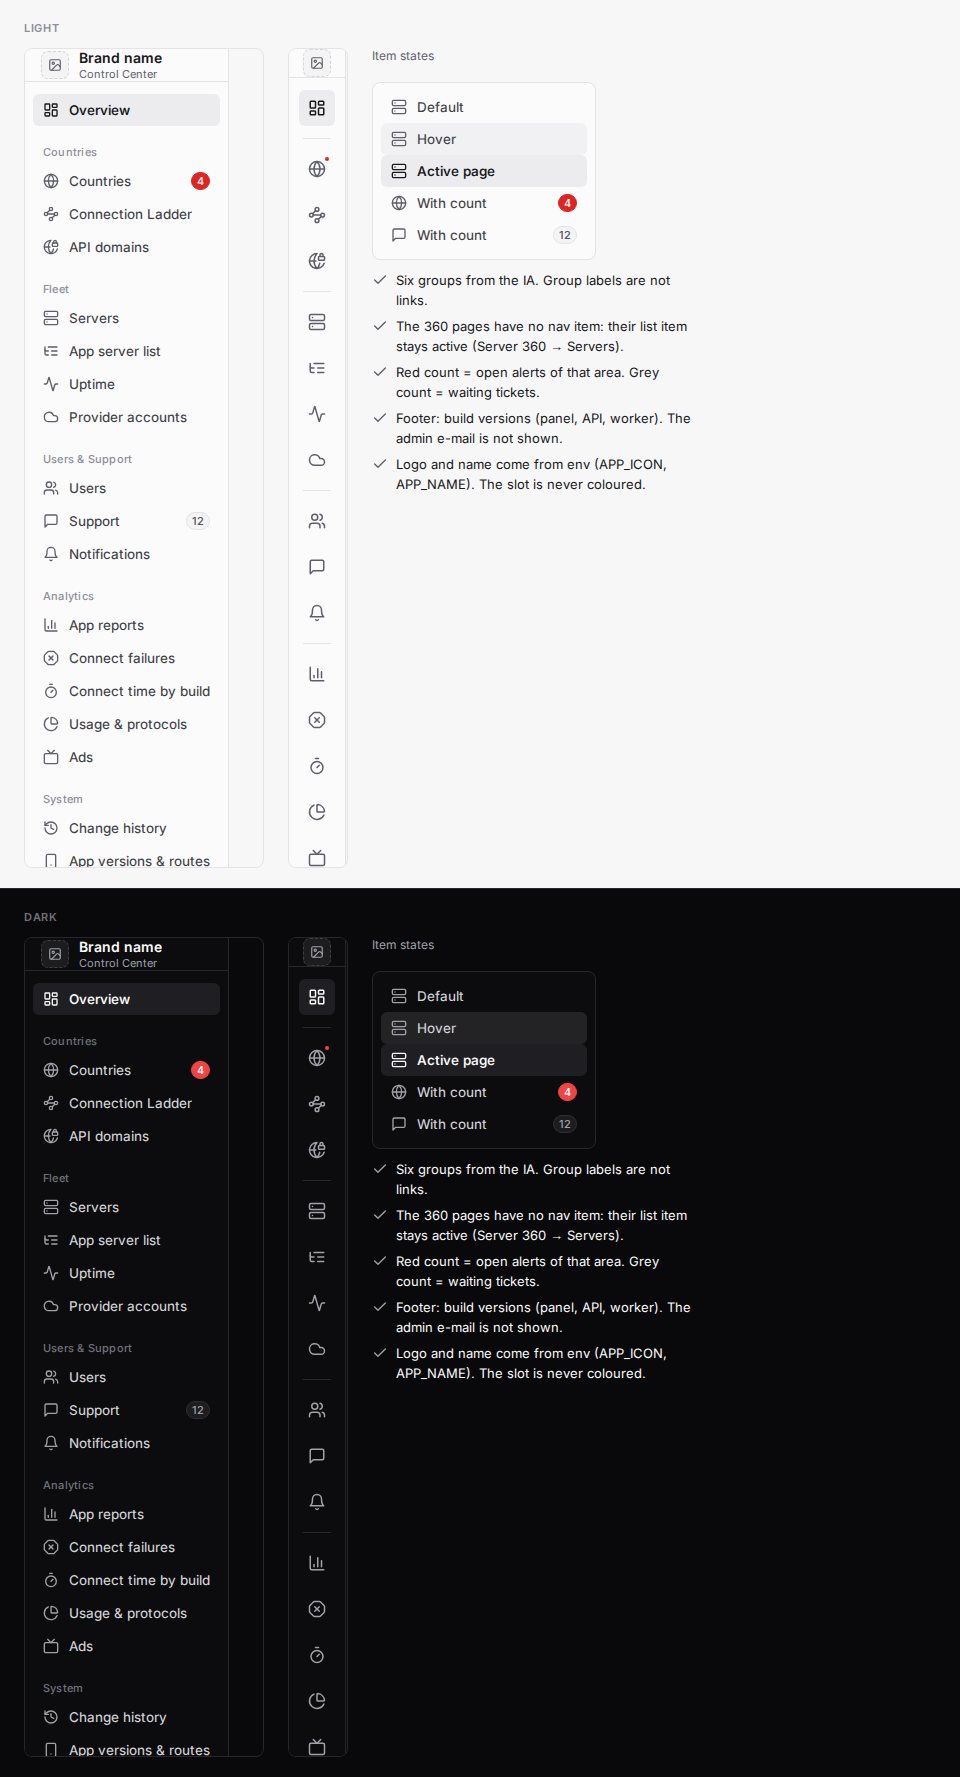 LIGHT
Brand name
Control Center
Overview
Countries
Countries 4
Connection Ladder
API domains
Fleet
Servers
App server list
Uptime
Provider accounts
Users & Support
Users
Support 12
Notifications
Analytics
App reports
Connect failures
Connect time by build
Usage & protocols
Ads
System
Change history
App versions & routes
Item states
Default
Hover
Active page
With count 4
With count 12
Six groups from the IA. Group labels are not
links.
The 360 pages have no nav item: their list item
stays active (Server 360 → Servers).
Red count = open alerts of that area. Grey
count = waiting tickets.
Footer: build versions (panel, API, worker). The
admin e-mail is not shown.
Logo and name come from env (APP_ICON,
APP_NAME). The slot is never coloured.
DARK
Brand name
Control Center
Overview
Countries
Countries 4
Connection Ladder
API domains
Fleet
Servers
App server list
Uptime
Provider accounts
Users & Support
Users
Support 12
Notifications
Analytics
App reports
Connect failures
Connect time by build
Usage & protocols
Ads
System
Change history
App versions & routes
Item states
Default
Hover
Active page
With count 4
With count 12
Six groups from the IA. Group labels are not
links.
The 360 pages have no nav item: their list item
stays active (Server 360 → Servers).
Red count = open alerts of that area. Grey
count = waiting tickets.
Footer: build versions (panel, API, worker). The
admin e-mail is not shown.
Logo and name come from env (APP_ICON,
APP_NAME). The slot is never coloured.